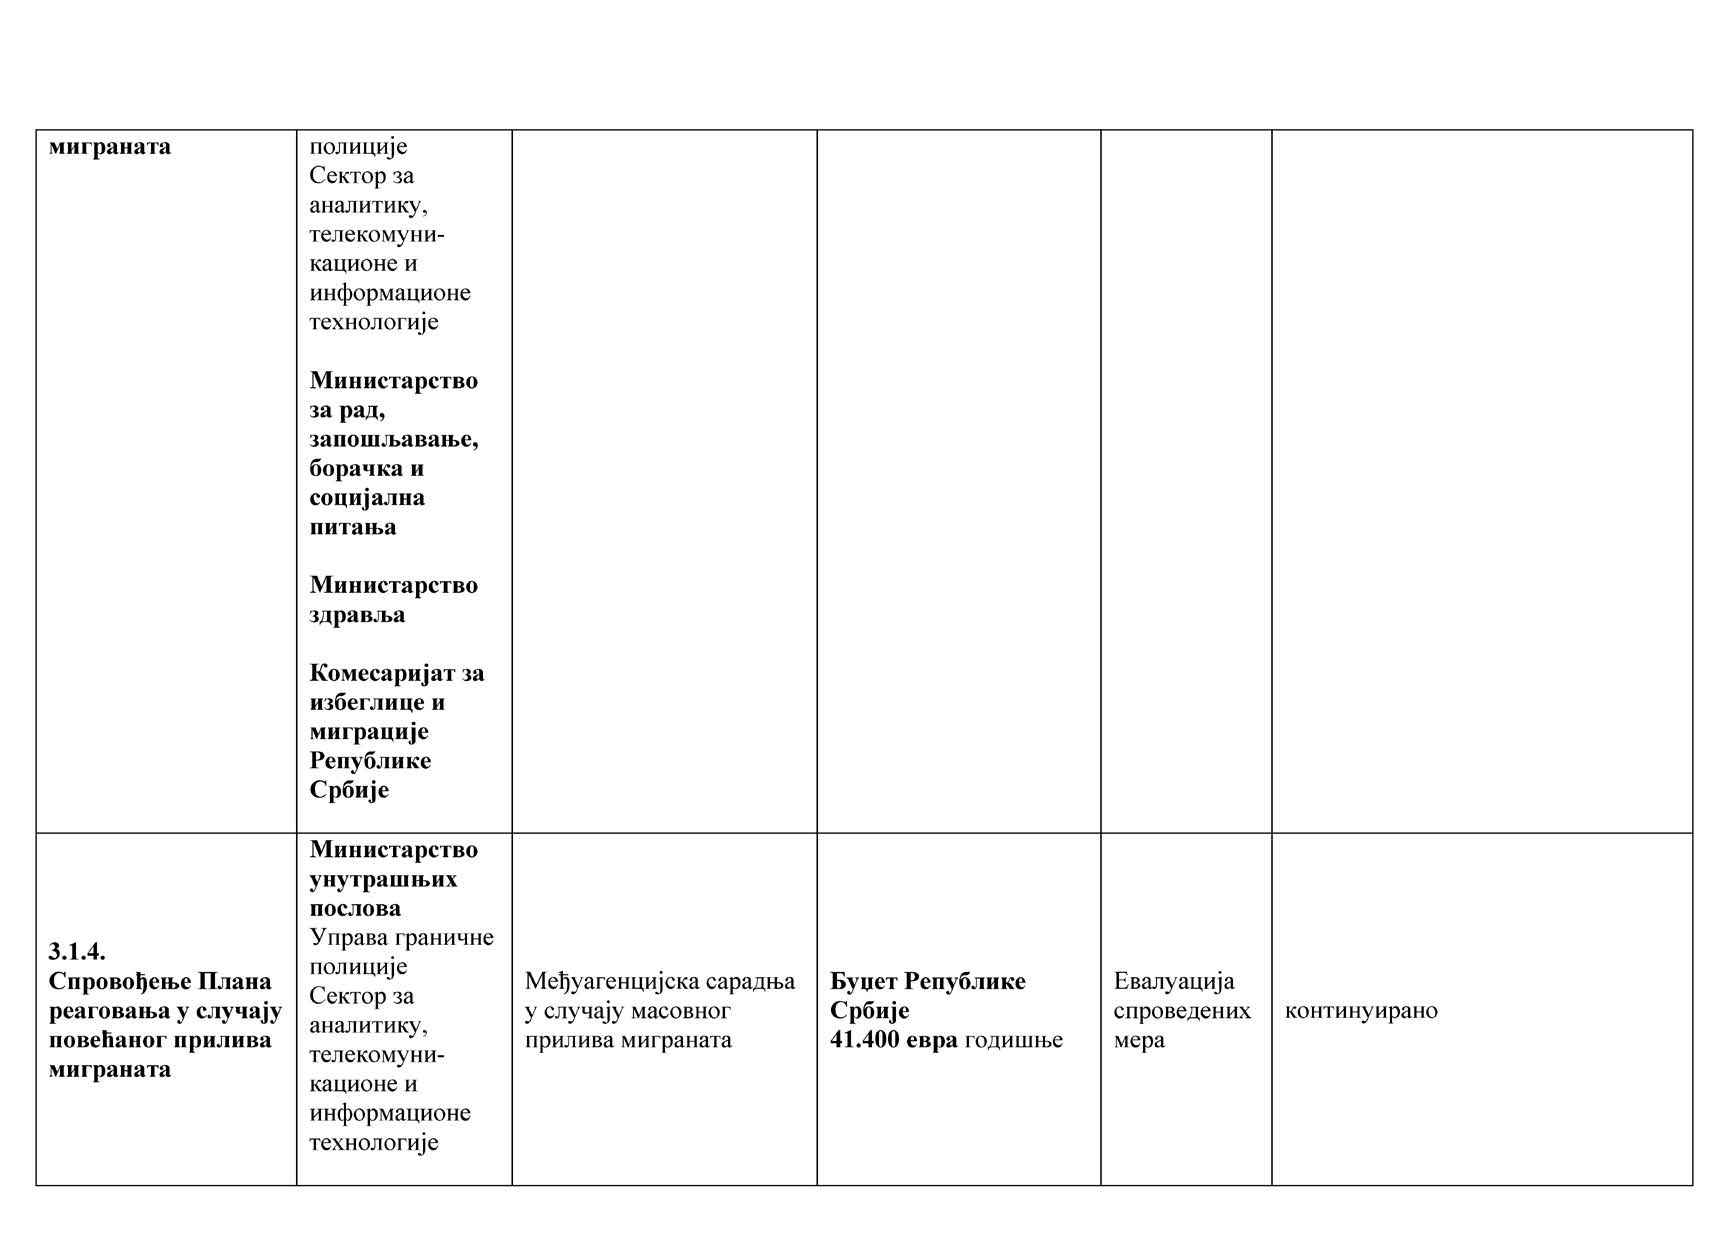 миграната
полиције
Сектор за
аналитику,
телекомуни-
кационе и
информационе
технологије
Министарство
за рад,
запошљавање,
борачка и
социјална
питања
Министарство
здравља
Комесаријат за
избеглице и
миграције
Републике
Србије
3.1.4.
Спровођење Плана
реаговања у случају
повећаног прилива
миграната
Министарство
унутрашњих
послова
Управа граничне
полиције
Сектор за
аналитику,
телекомуни-
кационе и
информационе
технологије
Међуагенцијска сарадња
у случају масовног
прилива миграната
Буџет Републике
Србије
41.400 евра годишње
Евалуација
спроведених
мера
континуирано